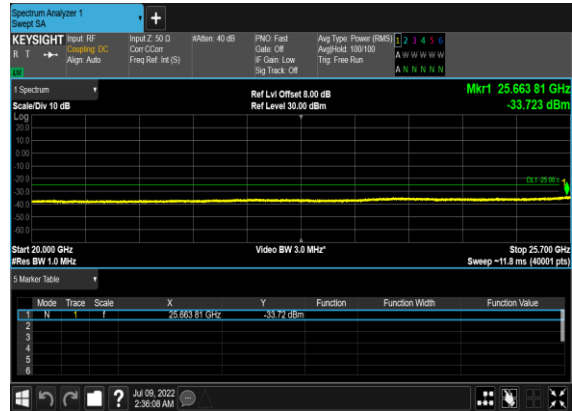 Spectrum Analyzer 1
Swept SA
+
KEYSIGHT Input: RF Input Z: 50 Ω #Atten: 40 dB PNO: Fast Avg Type: Power (RMS) 1 2 3 4 5 6
R T Coupling: DC Corr CCorr Gate: Off Avg|Hold: 100/100 A W W W W W
Align: Auto Freq Ref: Int (S) IF Gain: Low Trig: Free Run
LW Sig Track: Off A N N N N N
1 Spectrum Ref Lvl Offset 8.00 dB Mkr1 25.663 81 GHz
Scale/Div 10 dB Ref Level 30.00 dBm -33.723 dBm
Log
20.0
10.0
0.00
-10.0
-20.0
DL1 -25.00
-30.0
-40.0
-50.0
-60.0
Start 20.000 GHz Video BW 3.0 MHz* Stop 25.700 GHz
#Res BW 1.0 MHz Sweep ~11.8 ms (40001 pts)
5 Marker Table
Mode Trace Scale X Y Function Function Width Function Value
1 N 1 f 25.663 81 GHz -33.72 dBm
2
3
4
5
6
? Jul 09, 2022
2:36:08 AM